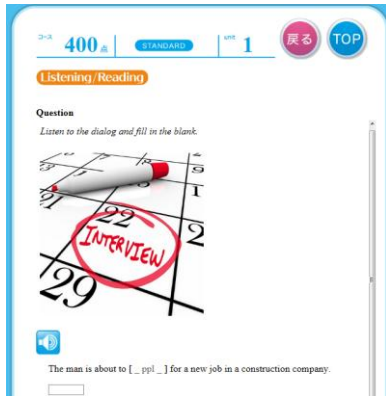 コース 400点 STANDARD unit 1 戻る TOP
Listening/Reading
Question
Listen to the dialog and fill in the blank.
21 22 2
INTERVIEW
29
The man is about to [ _ ppl _ ] for a new job in a construction company.